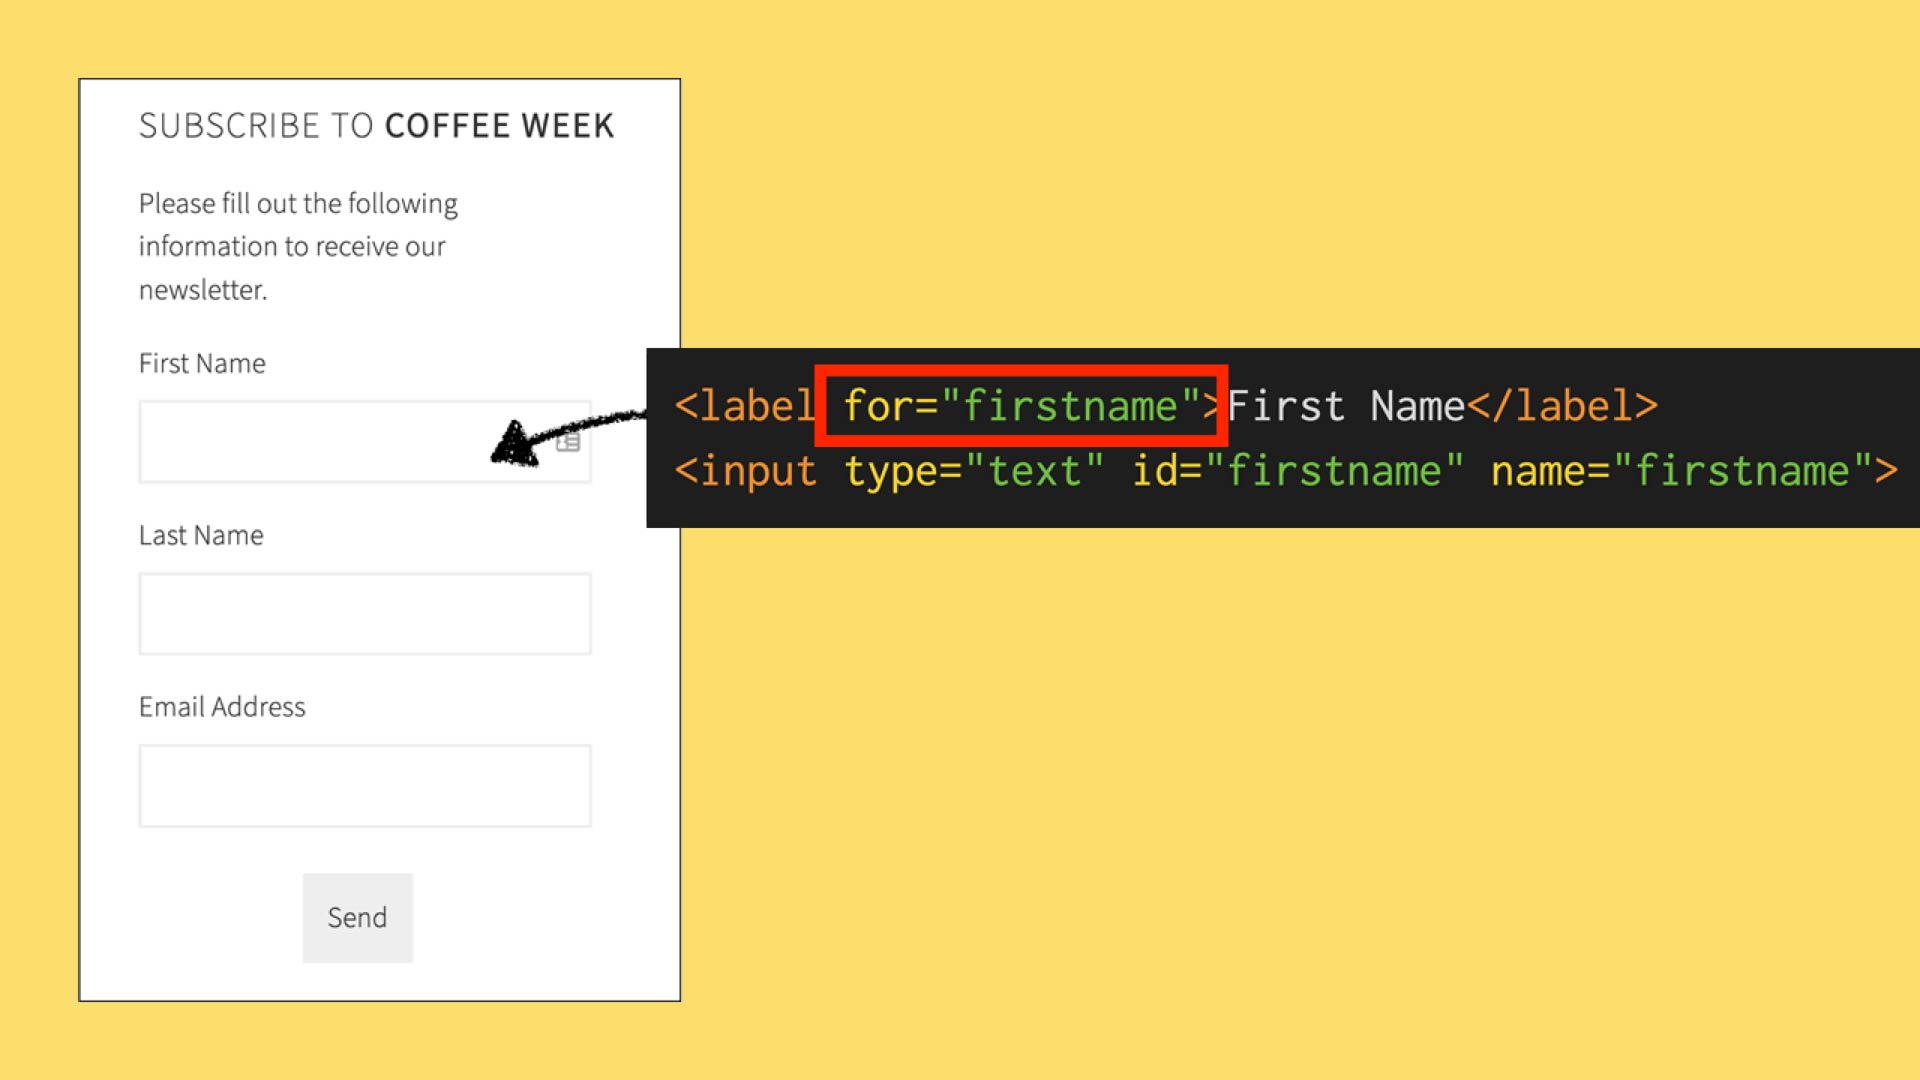 SUBSCRIBE TO COFFEE WEEK
Please fill out the following
information to receive our
newsletter.
First Name
Last Name
Email Address
Send
<label for="firstname">First Name</label>
<input type="text" id="firstname" name="firstname">